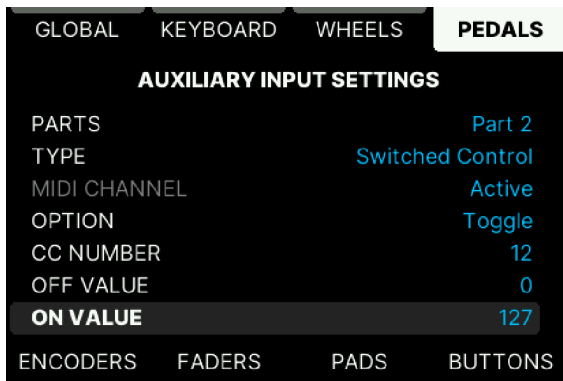 GLOBAL KEYBOARD WHEELS PEDALS
AUXILIARY INPUT SETTINGS
PARTS Part 2
TYPE Switched Control
MIDI CHANNEL Active
OPTION Toggle
CC NUMBER 12
OFF VALUE 0
ON VALUE 127
ENCODERS FADERS PADS BUTTONS